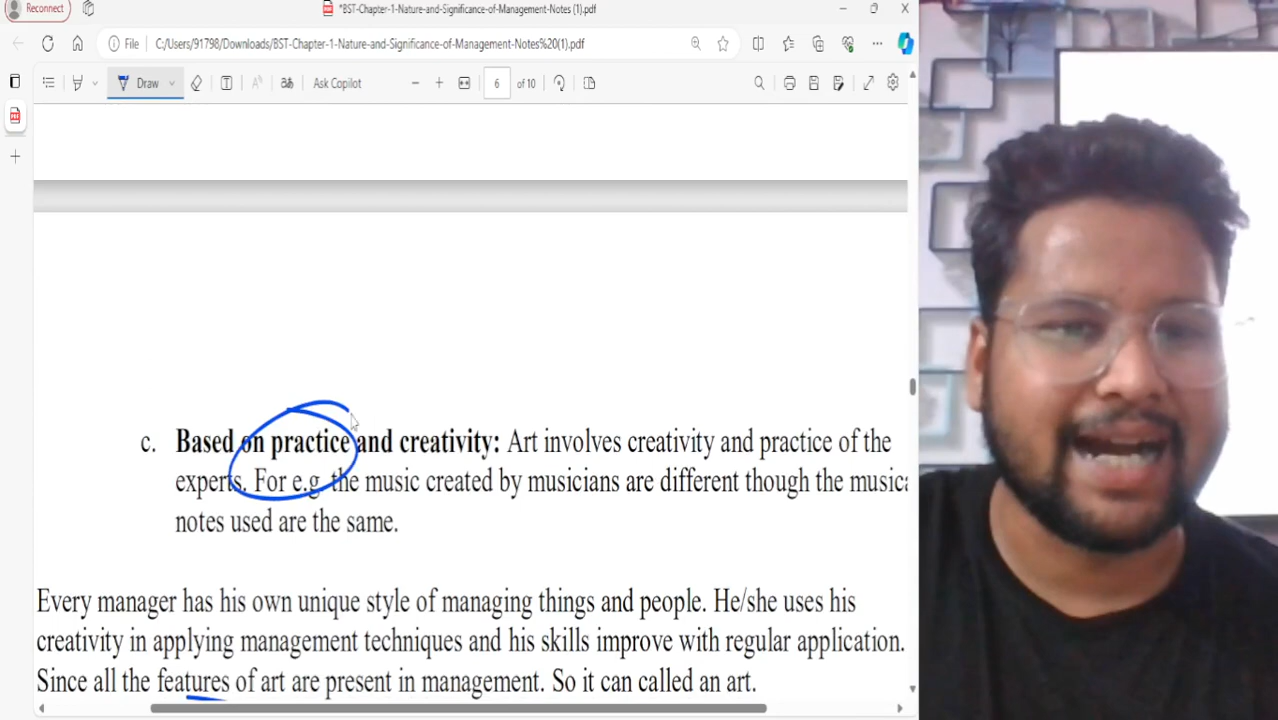 Reconnect
*BST-Chapter-1-Nature-and-Significance-of-Management-Notes (1).pdf
File C:/Users/91798/Downloads/BST-Chapter-1-Nature-and-Significance-of-Management-Notes%20(1).pdf
Draw Ask Copilot 6 of 10
c. Based on practice and creativity: Art involves creativity and practice of the
experts. For e.g. the music created by musicians are different though the musica
notes used are the same.
Every manager has his own unique style of managing things and people. He/she uses his
creativity in applying management techniques and his skills improve with regular application.
Since all the features of art are present in management. So it can called an art.